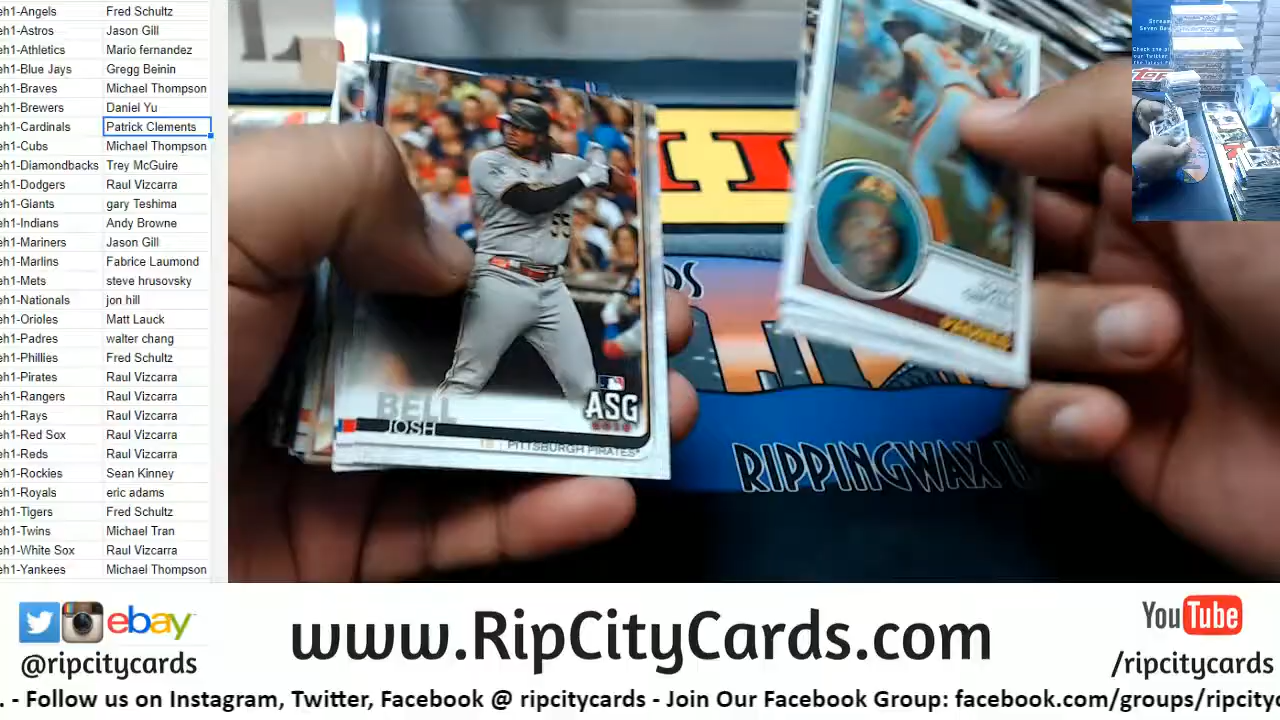 eh1-Angels Fred Schultz
eh1-Astros Jason Gill
eh1-Athletics Mario fernandez
eh1-Blue Jays Gregg Beinin
eh1-Braves Michael Thompson
eh1-Brewers Daniel Yu
eh1-Cardinals Patrick Clements
eh1-Cubs Michael Thompson
eh1-Diamondbacks Trey McGuire
eh1-Dodgers Raul Vizcarra
eh1-Giants gary Teshima
eh1-Indians Andy Browne
eh1-Mariners Jason Gill
eh1-Marlins Fabrice Laumond
eh1-Mets steve hrusovsky
eh1-Nationals jon hill
eh1-Orioles Matt Lauck
eh1-Padres walter chang
eh1-Phillies Fred Schultz
eh1-Pirates Raul Vizcarra
eh1-Rangers Raul Vizcarra
eh1-Rays Raul Vizcarra
eh1-Red Sox Raul Vizcarra
eh1-Reds Raul Vizcarra
eh1-Rockies Sean Kinney
eh1-Royals eric adams
eh1-Tigers Fred Schultz
eh1-Twins Michael Tran
eh1-White Sox Raul Vizcarra
eh1-Yankees Michael Thompson
55
BELL
JOSH
ASG
1B PITTSBURGH PIRATES
RIPPINGWAX
Topps
ebay
@ripcitycards
www.RipCityCards.com
YouTube
/ripcitycards
. - Follow us on Instagram, Twitter, Facebook @ ripcitycards - Join Our Facebook Group: facebook.com/groups/ripcity